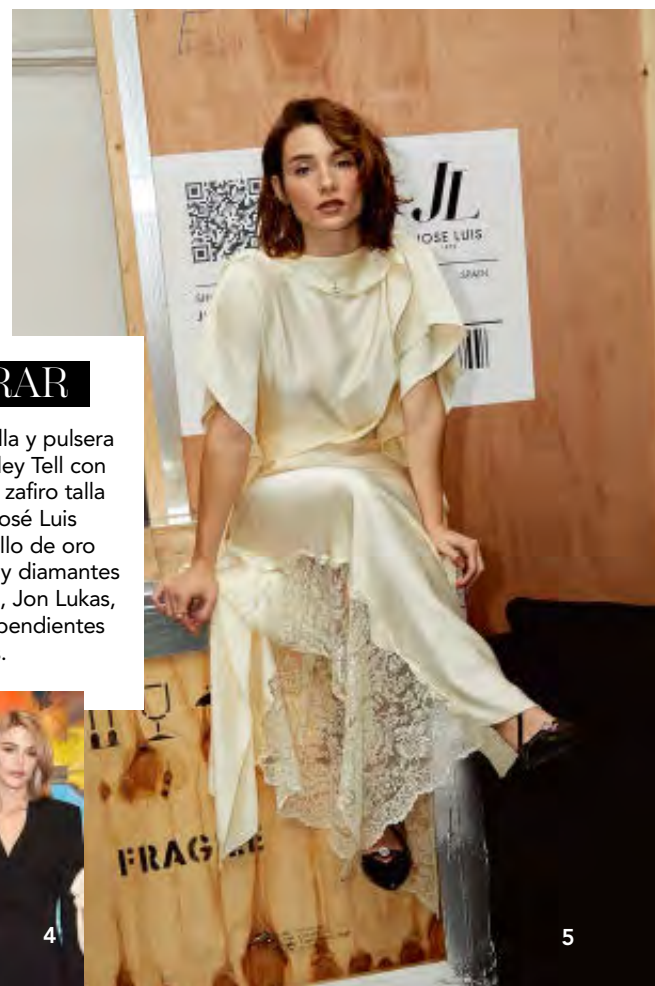 JL
JOSE LUIS
SPAIN
RAR
lla y pulsera
ley Tell con
zafiro talla
osé Luis
llo de oro
y diamantes
, Jon Lukas,
pendientes
.
FRAG LE
4
5